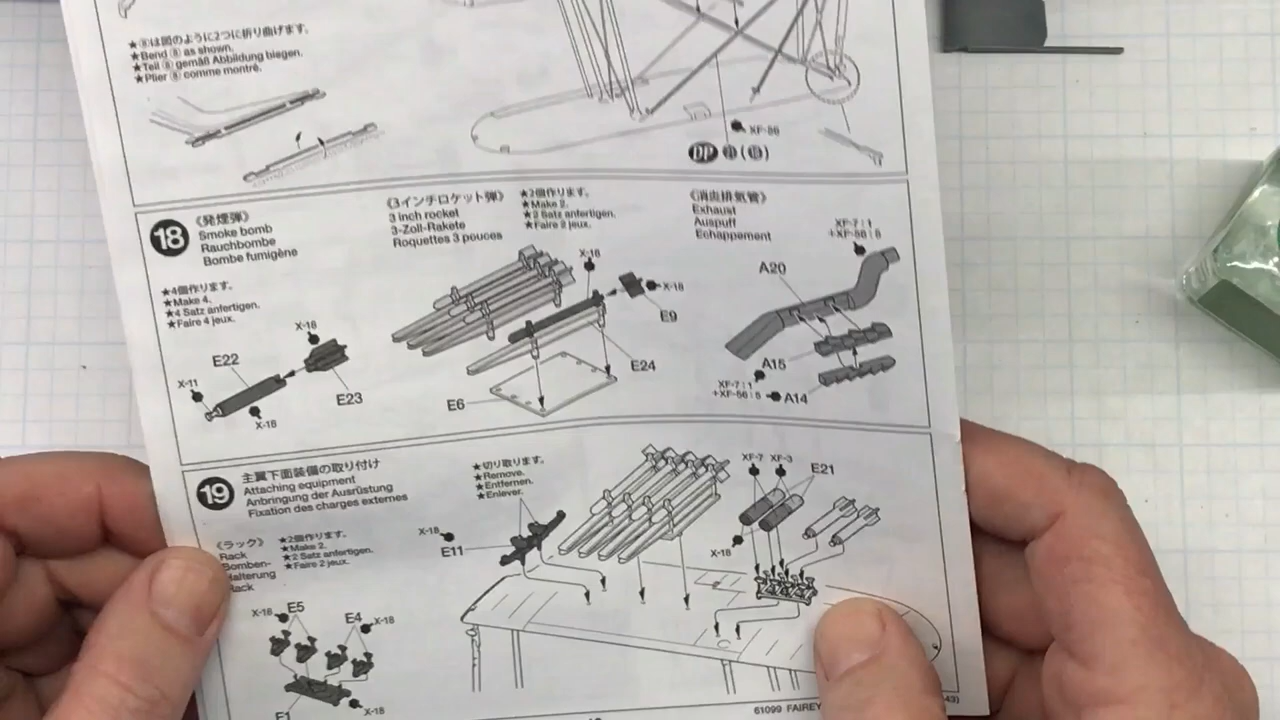 ★⑧は図のように2つに折り曲げます。
★Bend ⑧ as shown.
★Teil ⑧ gemäß Abbildung biegen.
★Plier ⑧ comme montré.
XF-86
18
《発煙弾》
Smoke bomb
Rauchbombe
Bombe fumigène
★4個作ります。
★Make 4.
★4 Satz anfertigen.
★Faire 4 jeux.
X-18
E22
X-11
E23
X-18
《3インチロケット弾》
3 inch rocket
3-Zoll-Rakete
Roquettes 3 pouces
★2個作ります。
★Make 2.
★2 Satz anfertigen.
★Faire 2 jeux.
X-18
X-18
E9
E24
E6
《消炎排気管》
Exhaust
Auspuff
Echappement
XF-7 : 1
+XF-56 : 5
A20
A15
XF-7 : 1
+XF-56 : 5
A14
19
主翼下面装備の取り付け
Attaching equipment
Anbringung der Ausrüstung
Fixation des charges externes
《ラック》
Rack
Bomben-
halterung
Rack
★2個作ります。
★Make 2.
★2 Satz anfertigen.
★Faire 2 jeux.
X-18
E5
E4
X-18
E1
X-18
★切り取ります。
★Remove.
★Entfernen.
★Enlever.
X-18
E11
XF-7
XF-3
E21
X-18
61099 FAIREY